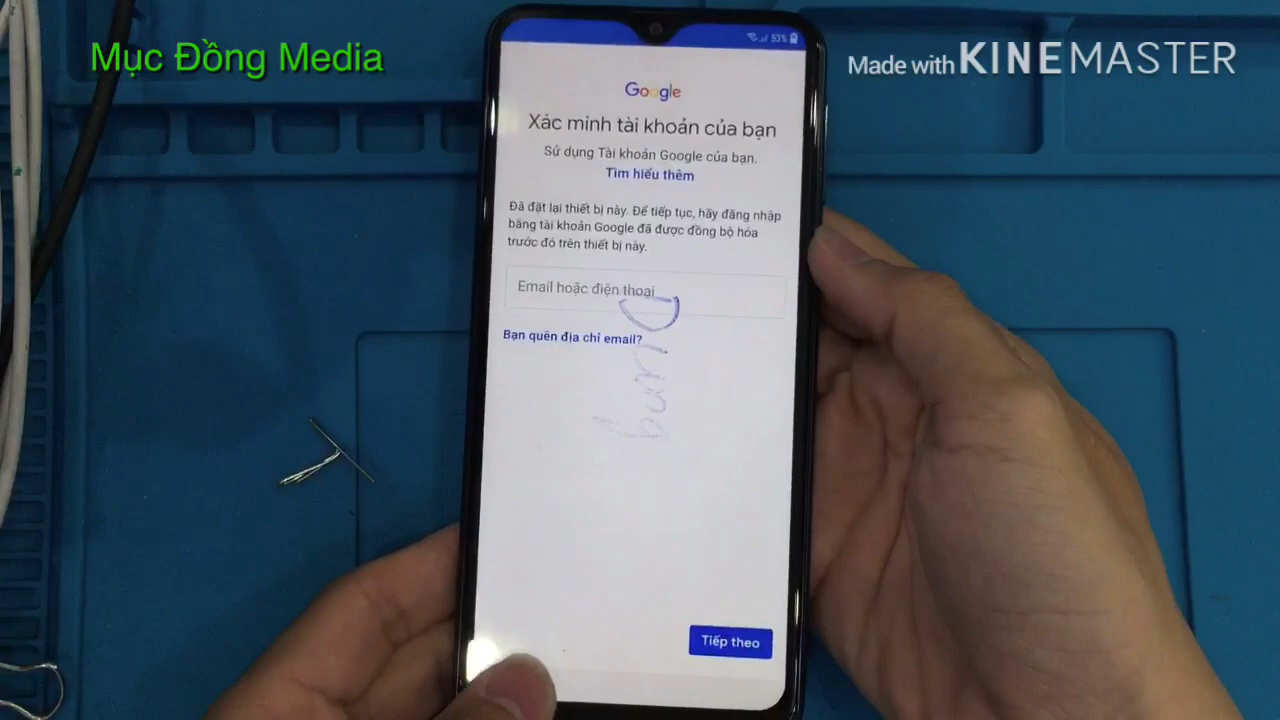 Mục Đồng Media
Made with KINEMASTER
53%
Google
Xác minh tài khoản của bạn
Sử dụng Tài khoản Google của bạn.
Tìm hiểu thêm
Đã đặt lại thiết bị này. Để tiếp tục, hãy đăng nhập
bằng tài khoản Google đã được đồng bộ hóa
trước đó trên thiết bị này.
Email hoặc điện thoại
Bạn quên địa chỉ email?
Dung
Tiếp theo